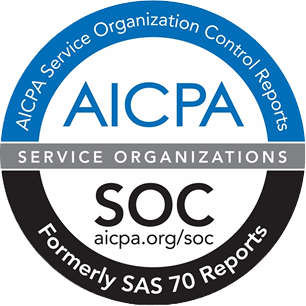 AICPA Service Organization Control Reports
AICPA
SERVICE ORGANIZATIONS
SOC
aicpa.org/soc
Formerly SAS 70 Reports